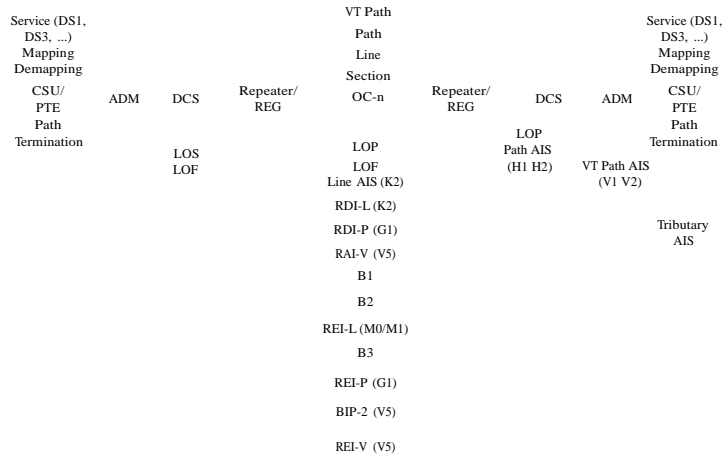 VT Path
Service (DS1,
DS3, ...)
Mapping
Demapping
Path
Line
Section
Service (DS1,
DS3, ...)
Mapping
Demapping
CSU/
PTE
Path
Termination
ADM
DCS
Repeater/
REG
OC-n
Repeater/
REG
DCS
ADM
CSU/
PTE
Path
Termination
LOS
LOF
LOP
LOF
Line AIS (K2)
LOP
Path AIS
(H1 H2)
VT Path AIS
(V1 V2)
RDI-L (K2)
RDI-P (G1)
Tributary
AIS
RAI-V (V5)
B1
B2
REI-L (M0/M1)
B3
REI-P (G1)
BIP-2 (V5)
REI-V (V5)